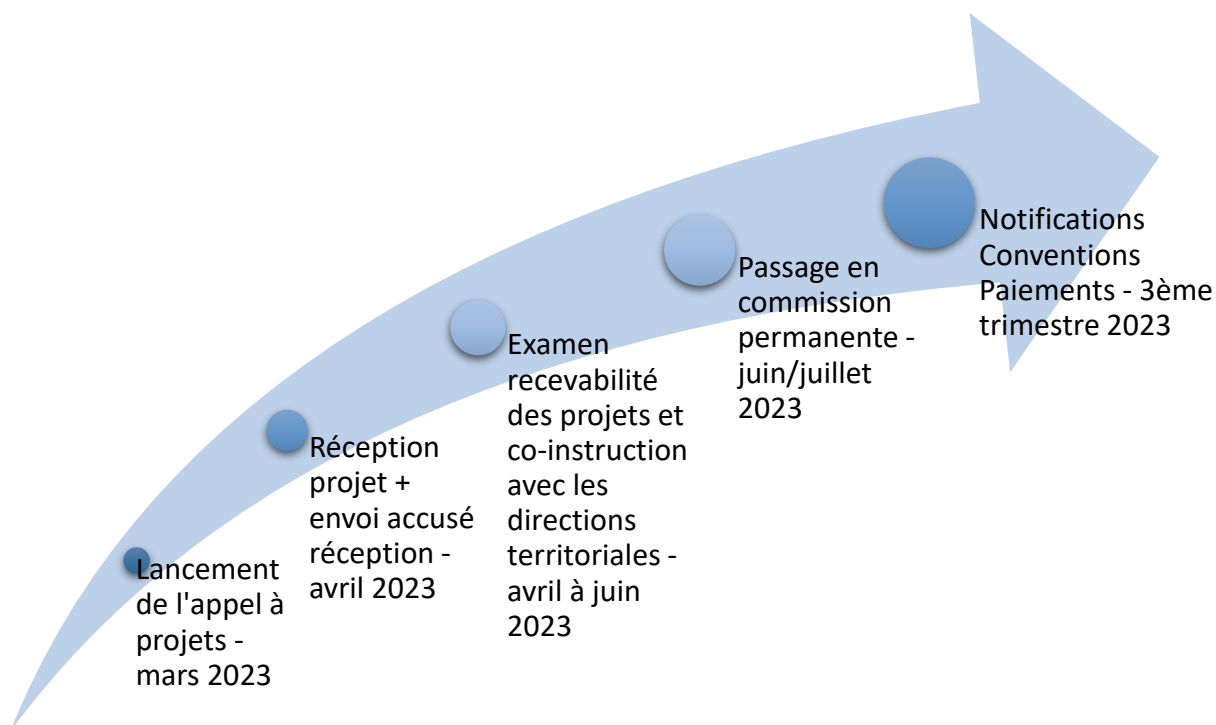 Lancement
de l'appel à
projets -
mars 2023
Réception
projet +
envoi accusé
réception -
avril 2023
Examen
recevabilité
des projets et
co-instruction
avec les
directions
territoriales -
avril à juin
2023
Passage en
commission
permanente -
juin/juillet
2023
Notifications
Conventions
Paiements - 3ème
trimestre 2023